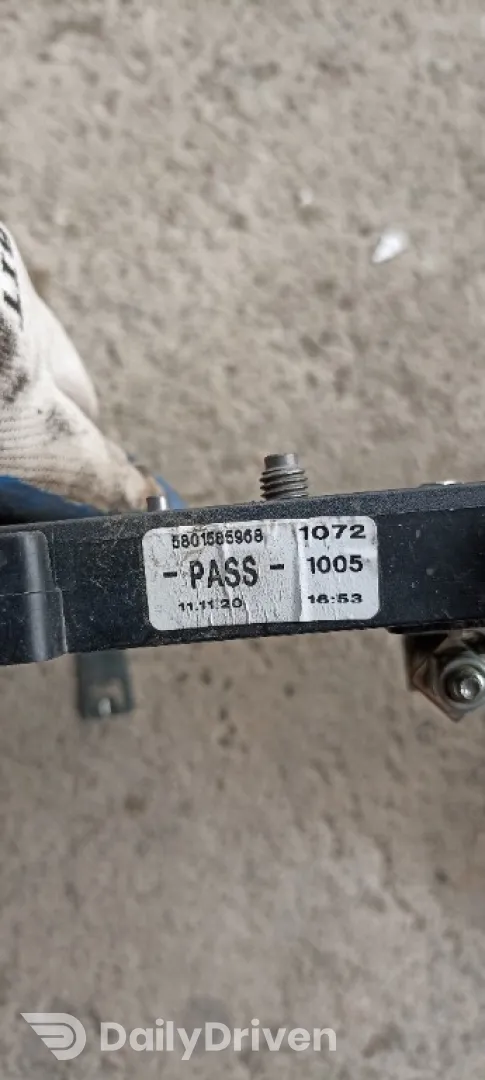 5801585968 1072
- PASS - 1005
11.11.20 16:53
DailyDriven